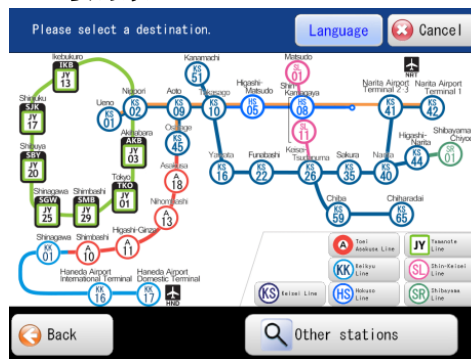 Please select a destination.
Language
Cancel
Ikebukuro
IKB
JY
13
Kanamachi
KS
51
Matsudo
SL
01
NRT
Shinjuku
SJK
JY
17
Ueno
KS
01
Nippori
KS
02
Aoto
KS
09
Takasago
KS
10
Higashi-
Matsudo
HS
05
Shin-
Kamagaya
HS
08
Narita Airport
Terminal 2·3
KS
41
Narita Airport
Terminal 1
KS
42
Akihabara
AKB
JY
03
Oshiage
KS
45
SL
11
Higashi-
Narita
KS
44
Shibayama
Chiyoda
SR
01
Shibuya
SBY
JY
20
Asakusa
A
18
Yawata
KS
16
Funabashi
KS
22
Keisei-
Tsudanuma
KS
26
Sakura
KS
35
Narita
KS
40
Shinagawa
SGW
JY
25
Shimbashi
SMB
JY
29
Tokyo
TKO
JY
01
Nihombashi
A
13
Chiba
KS
59
Chiharadai
KS
65
Shinagawa
KK
01
Shimbashi
A
10
Higashi-Ginza
A
11
Haneda Airport
International Terminal
KK
16
Haneda Airport
Domestic Terminal
KK
17
HND
A Toei
Asakusa Line
JY Yamanote
Line
KK Keikyu
Line
SL Shin-Keisei
Line
KS Keisei Line
HS Hokuso
Line
SR Shibayama
Line
Back
Other stations